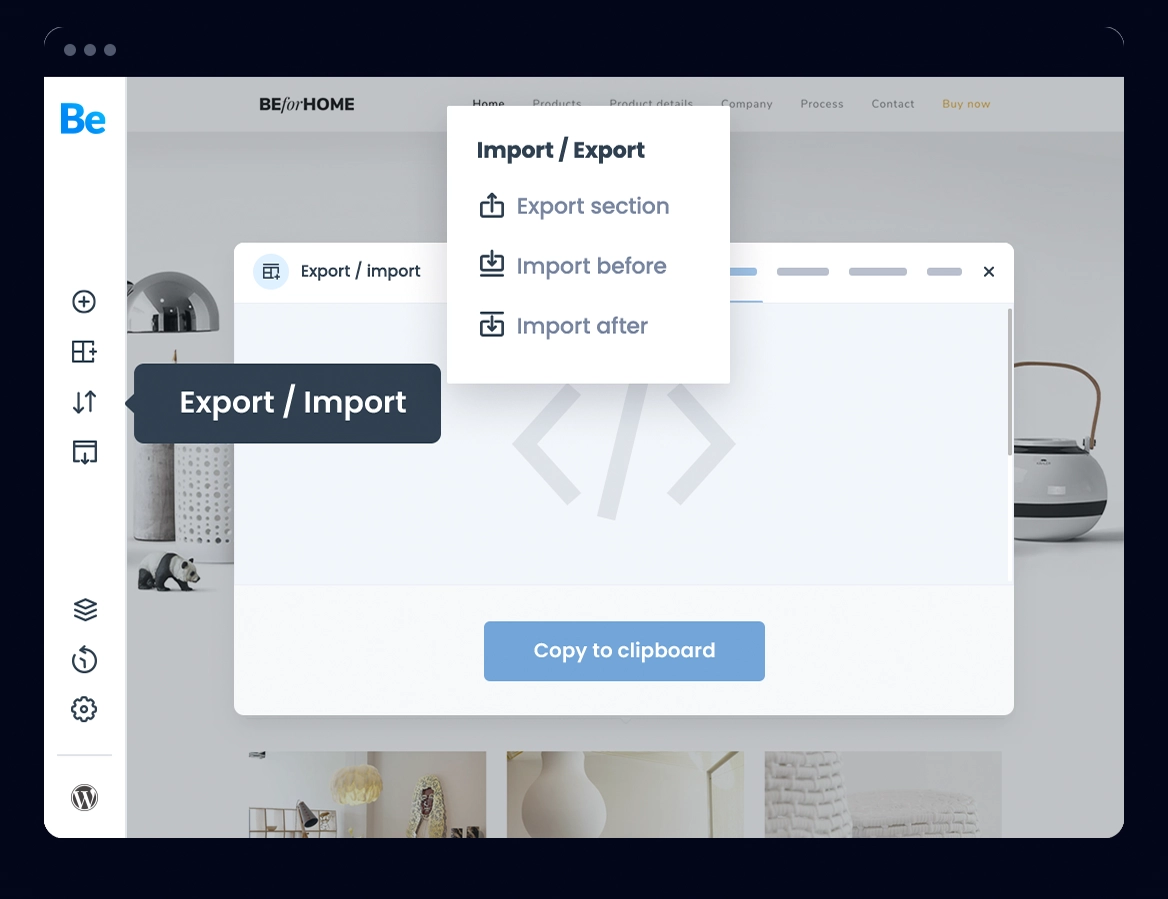 Be
BEforHOME
Home
Products
Product details
Company
Process
Contact
Buy now
Import / Export
Export section
Import before
Import after
Export / import
Export / Import
Copy to clipboard